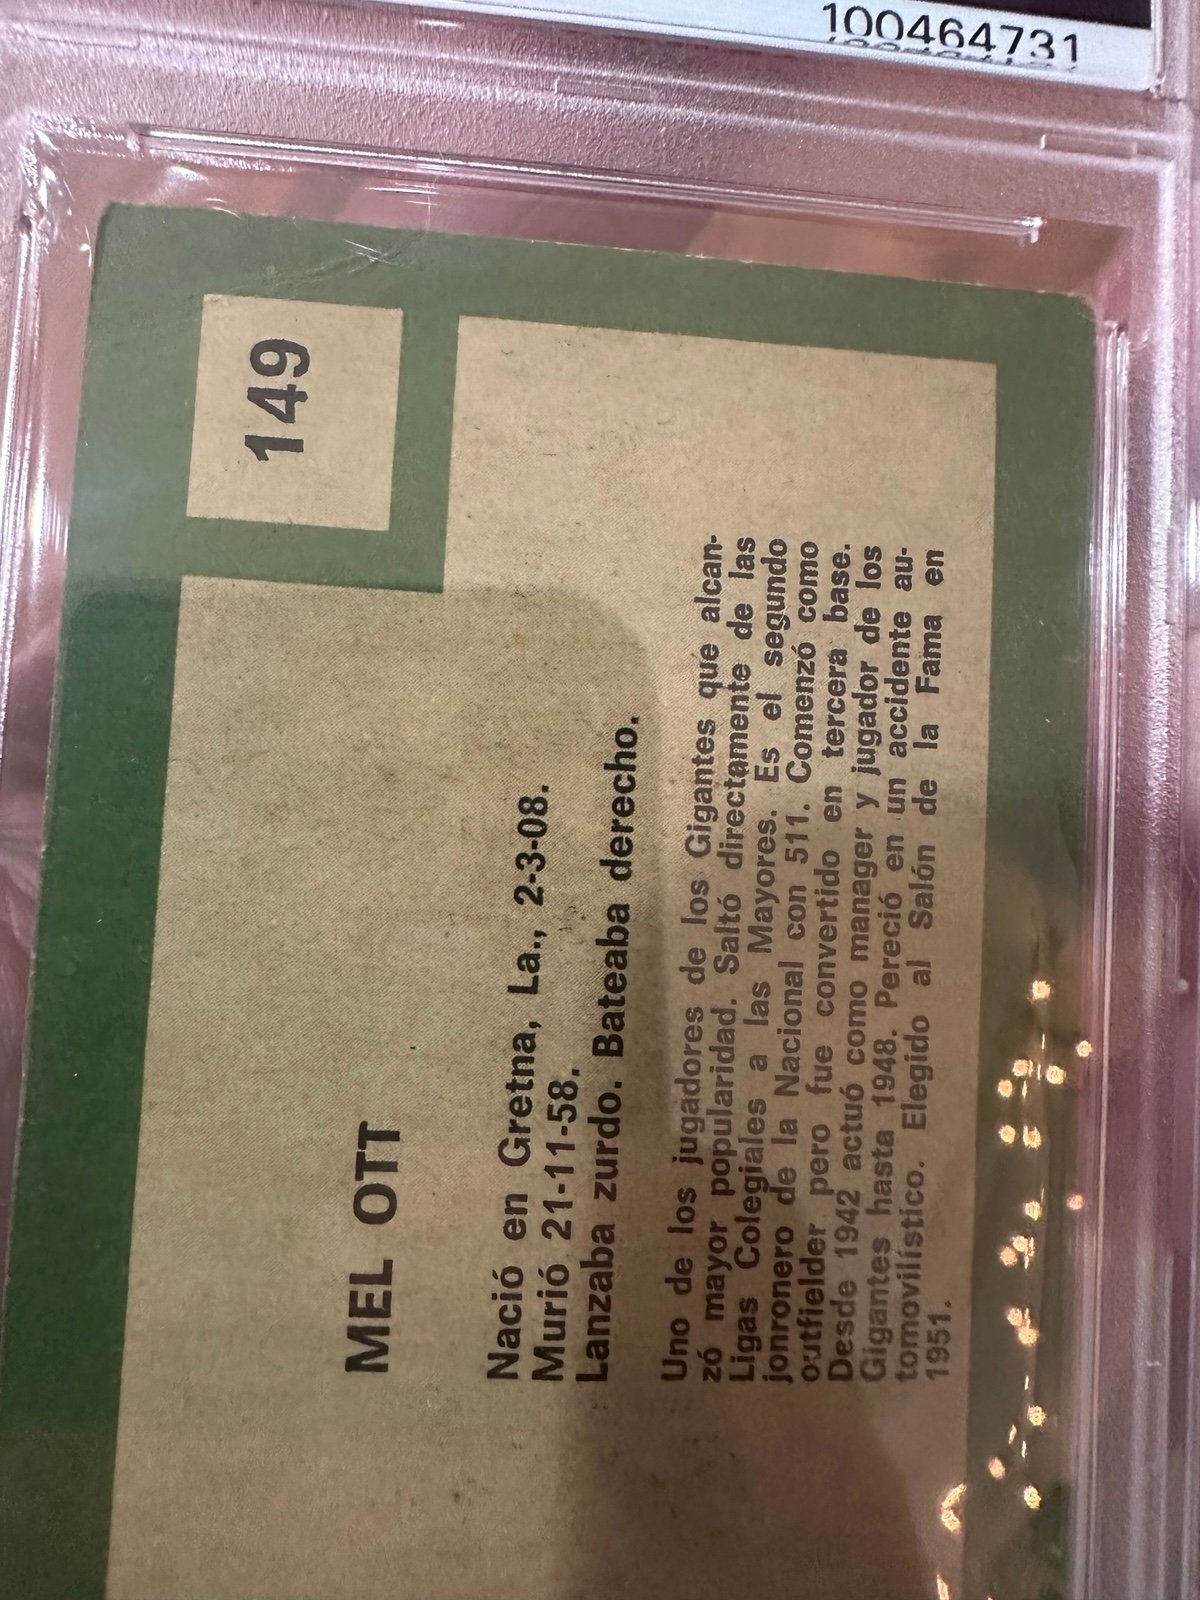 100464731
149
MEL OTT
Nació en Gretna, La., 2-3-08.
Murió 21-11-58.
Lanzaba zurdo. Bateaba derecho.
Uno de los jugadores de los Gigantes que alcan-
zó mayor popularidad. Saltó directamente de las
Ligas Colegiales a las Mayores. Es el segundo
jonronero de la Nacional con 511. Comenzó como
outfielder pero fue convertido en tercera base.
Desde 1942 actuó como manager y jugador de los
Gigantes hasta 1948. Pereció en un accidente au-
tomovilístico. Elegido al Salón de la Fama en
1951.